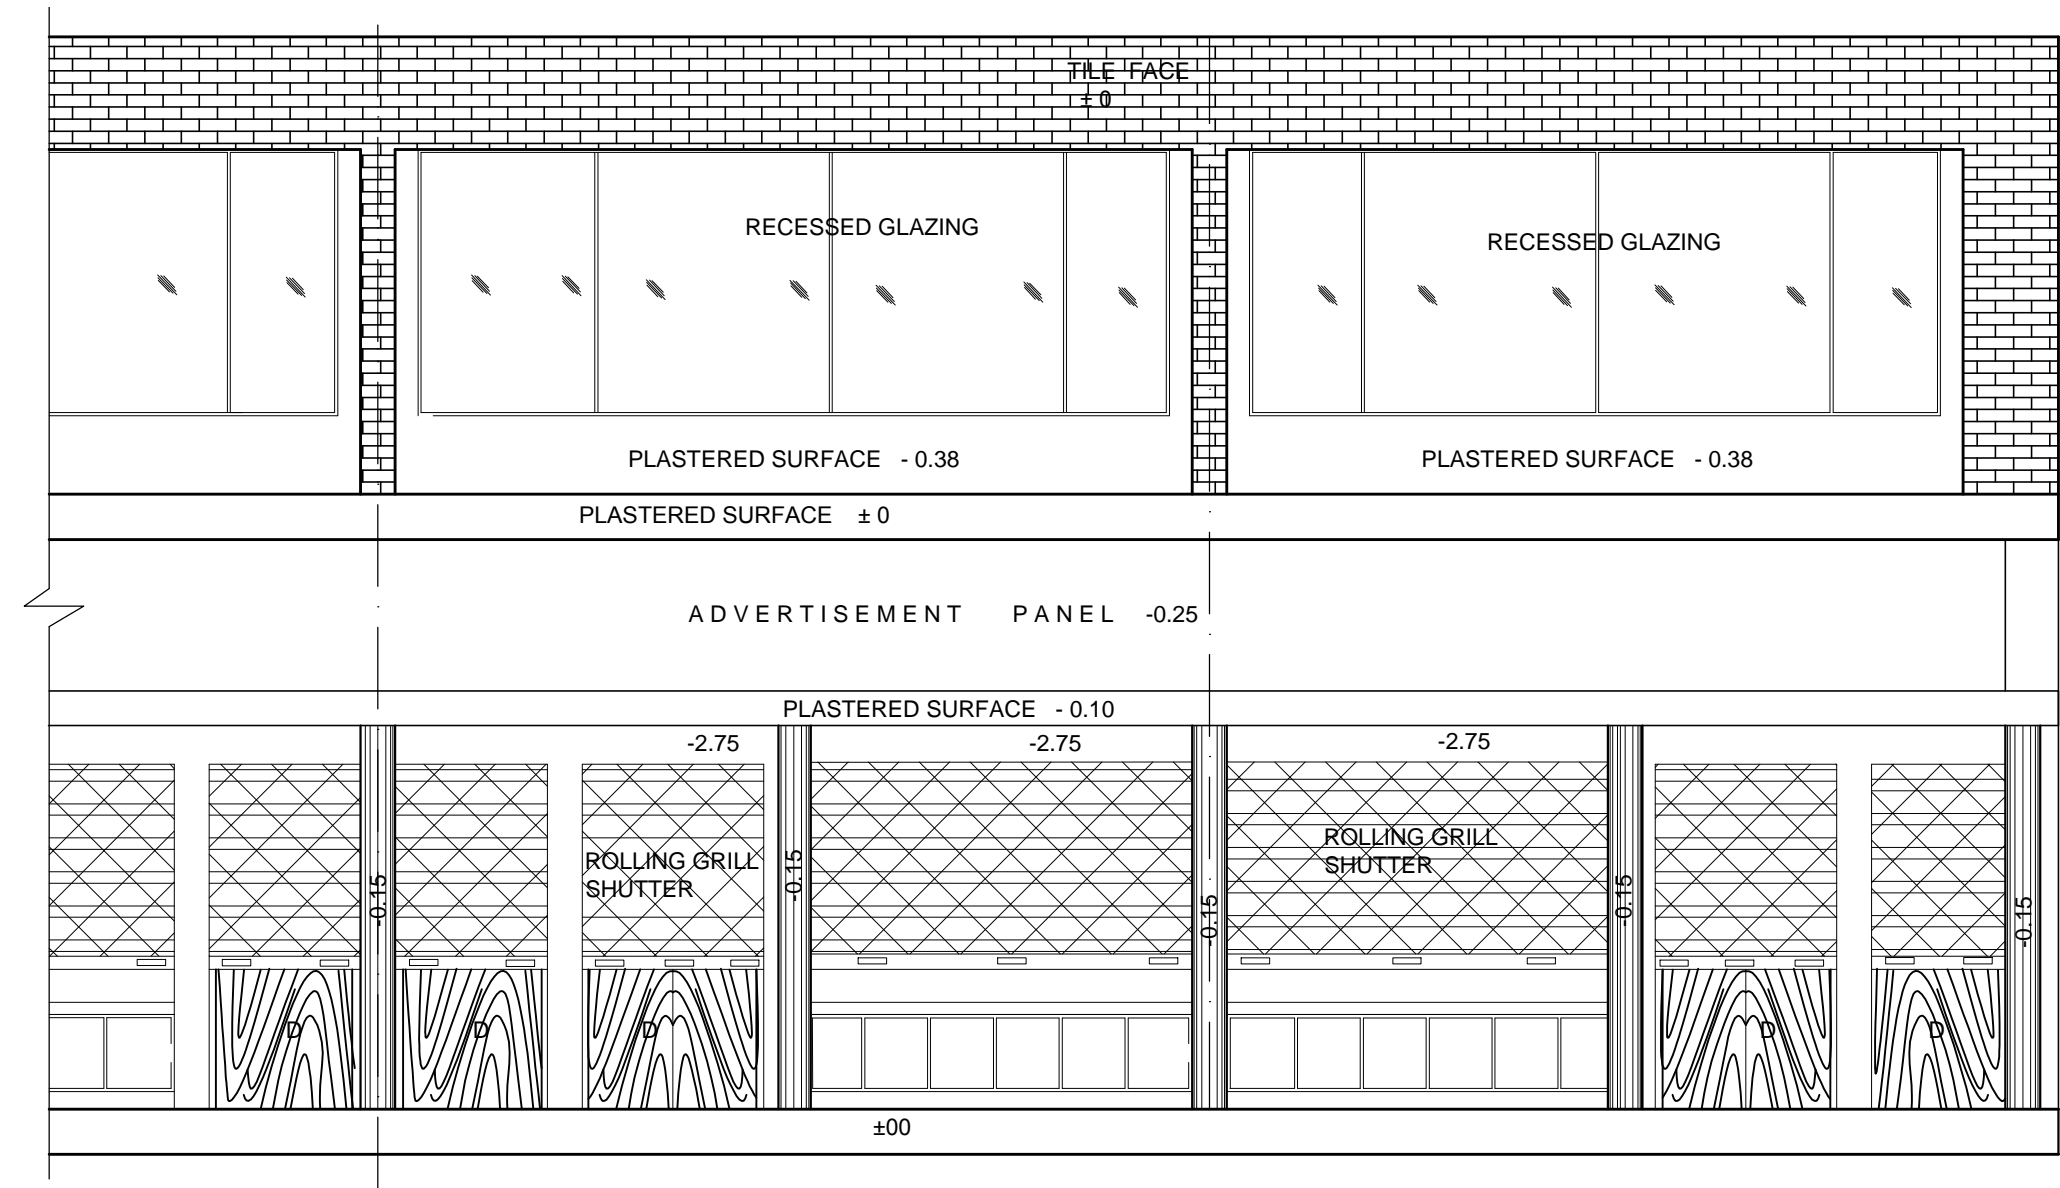 TILE FACE
± 0
RECESSED GLAZING
RECESSED GLAZING
PLASTERED SURFACE - 0.38
PLASTERED SURFACE - 0.38
PLASTERED SURFACE ± 0
ADVERTISEMENT PANEL -0.25
PLASTERED SURFACE - 0.10
-2.75
-2.75
-2.75
ROLLING GRILL
SHUTTER
ROLLING GRILL
SHUTTER
-0.15
-0.15
-0.15
-0.15
-0.15
D
D
D
D
D
±00